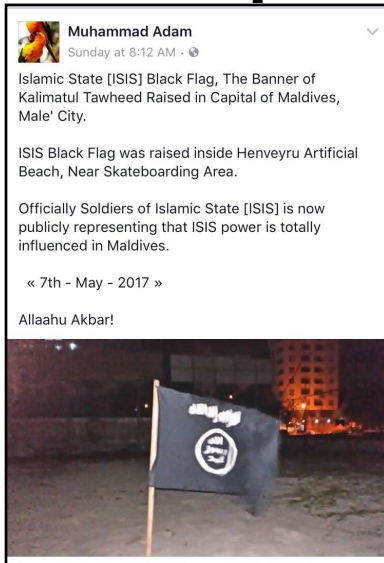 Muhammad Adam
Sunday at 8:12 AM
Islamic State [ISIS] Black Flag, The Banner of
Kalimatul Tawheed Raised in Capital of Maldives,
Male' City.
ISIS Black Flag was raised inside Henveyru Artificial
Beach, Near Skateboarding Area.
Officially Soldiers of Islamic State [ISIS] is now
publicly representing that ISIS power is totally
influenced in Maldives.
« 7th - May - 2017 »
Allaahu Akbar!
الله
رسول
محمد